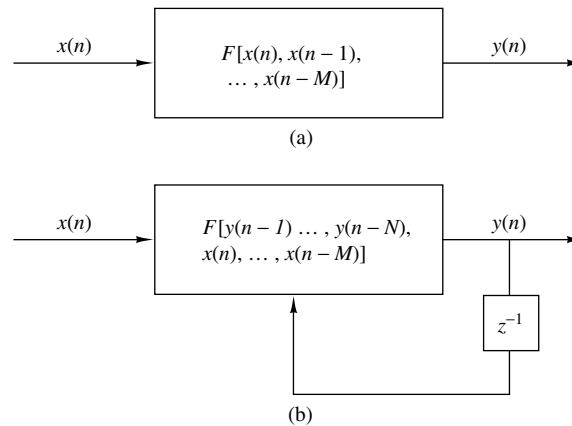 x(n)
F[x(n), x(n − 1),
… , x(n − M)]
y(n)
(a)
x(n)
F[y(n − 1) … , y(n − N),
x(n), … , x(n − M)]
y(n)
z⁻¹
(b)